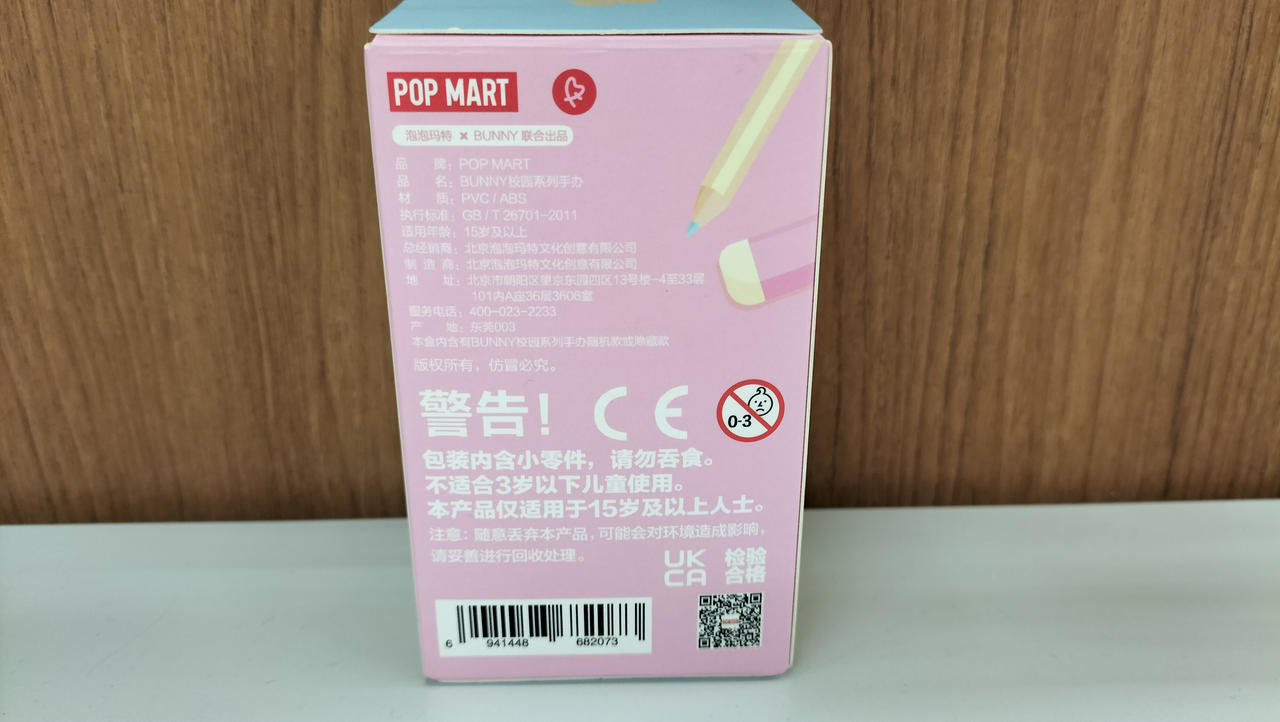 POP MART
泡泡玛特 × BUNNY 联合出品
品 牌：POP MART
品 名：BUNNY校园系列手办
材 质：PVC / ABS
执行标准：GB / T 26701-2011
适用年龄：15岁及以上
总经销商：北京泡泡玛特文化创意有限公司
制 造 商：北京泡泡玛特文化创意有限公司
地 址：北京市朝阳区望京东园四区13号楼-4至33层
101内A座36层3606室
服务电话：400-023-2233
产 地：东莞003
本盒内含有BUNNY校园系列手办随机款或隐藏款
版权所有，仿冒必究。
警告！ CE
0-3
包装内含小零件，请勿吞食。
不适合3岁以下儿童使用。
本产品仅适用于15岁及以上人士。
注意：随意丢弃本产品，可能会对环境造成影响，
请妥善进行回收处理。
UK
CA
检验
合格
6 941448 682073